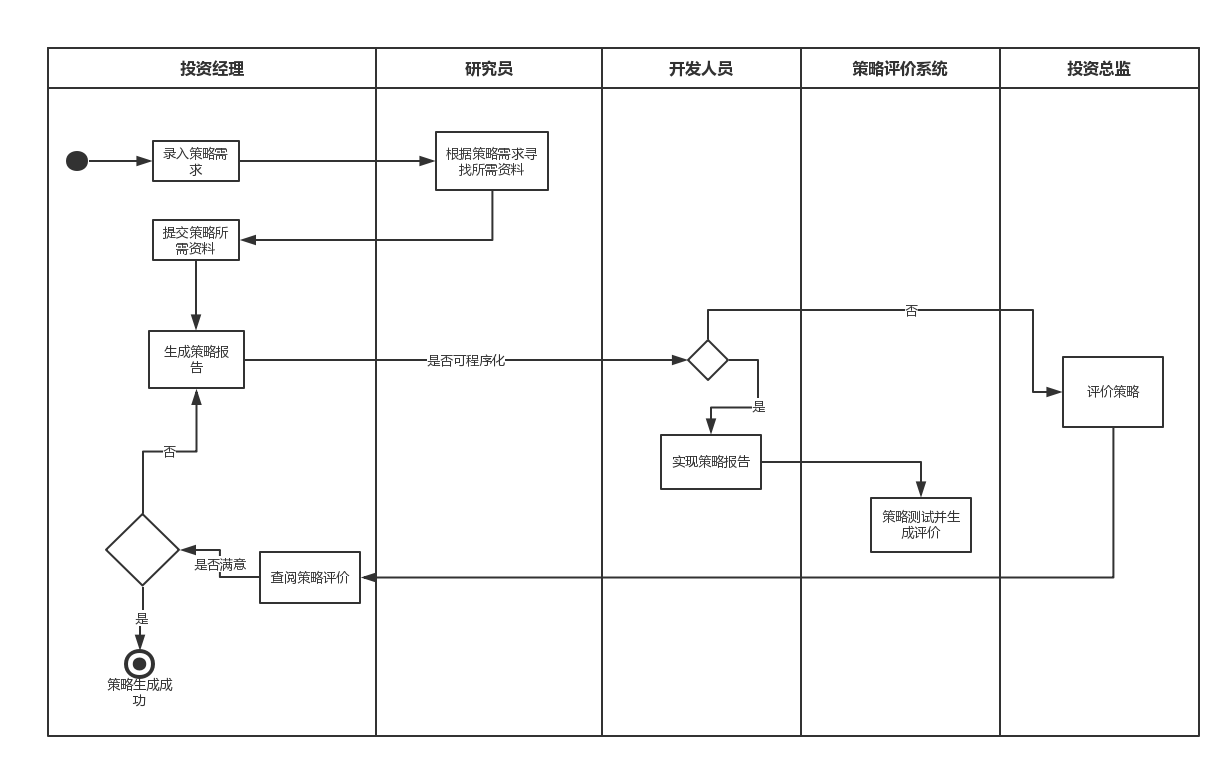 投资经理
研究员
开发人员
策略评价系统
投资总监
录入策略需
求
根据策略需求寻
找所需资料
提交策略所
需资料
否
生成策略报
告
是否可程序化
评价策略
是
否
实现策略报告
策略测试并生
成评价
是否满意
查阅策略评价
是
策略生成成
功